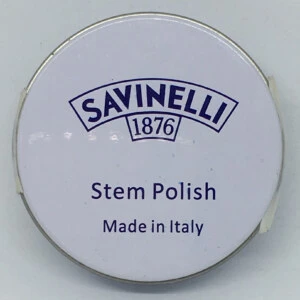 SAVINELLI
1876
Stem Polish
Made in Italy